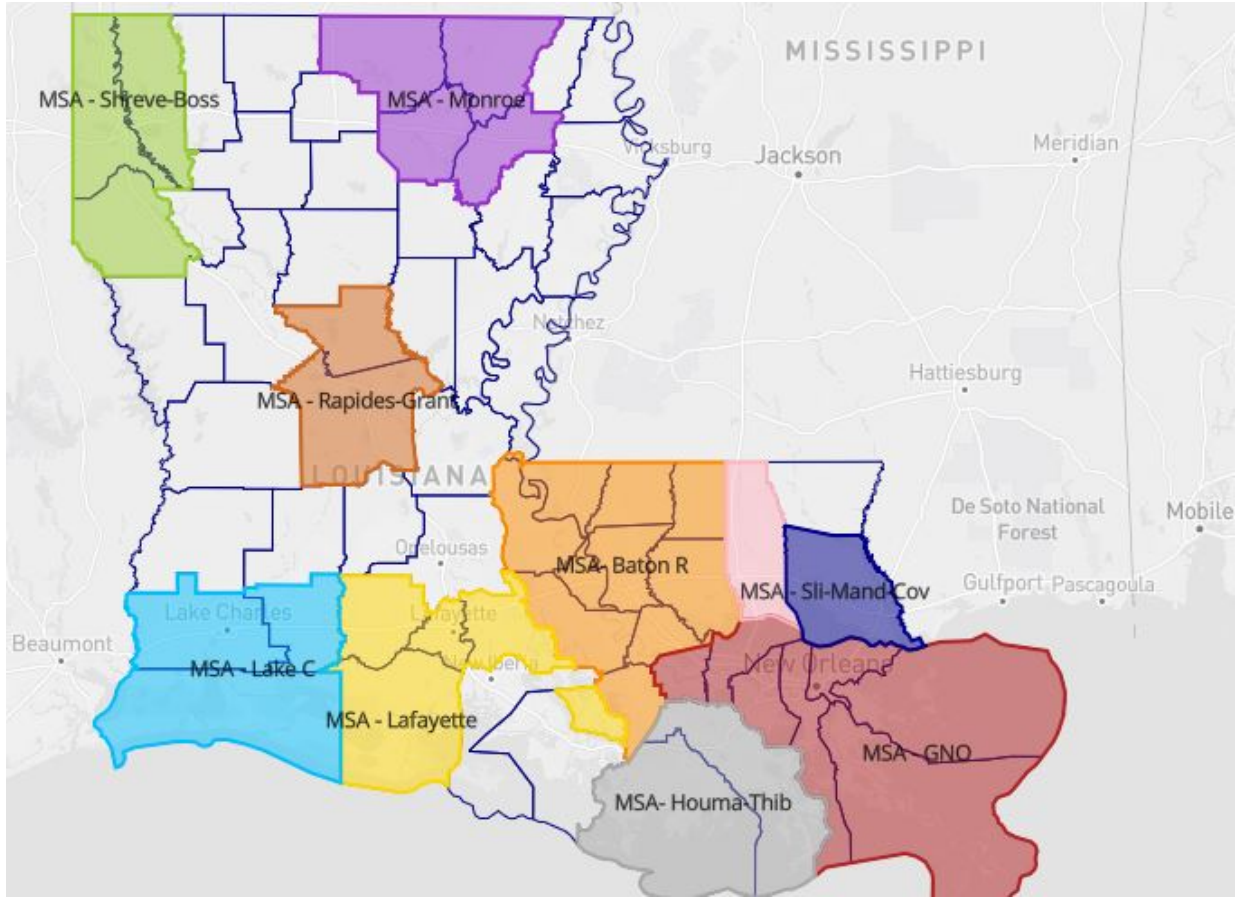 MISSISSIPPI
MSA - Shreve-Boss
MSA - Monroe
Vicksburg
Jackson
Meridian
Natchez
Hattiesburg
MSA - Rapides-Grant
LOUISIANA
De Soto National
Forest
Mobile
Opelousas
MSA- Baton R
MSA - Sli-Mand-Cov
Gulfport
Pascagoula
Lake Charles
Lafayette
Beaumont
MSA - Lake C
New Iberia
New Orleans
MSA - Lafayette
MSA - GNO
MSA- Houma-Thib